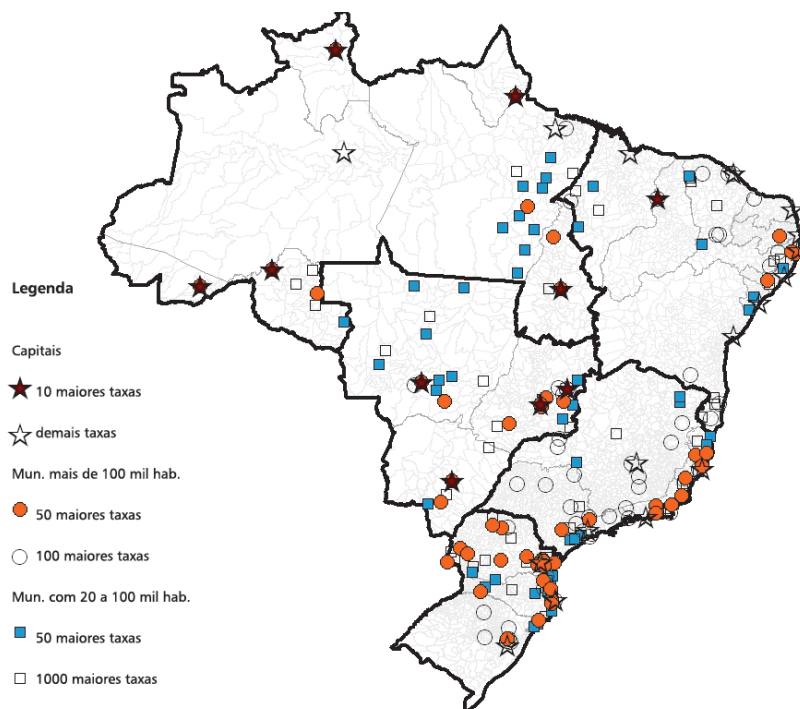 Legenda
Capitais
10 maiores taxas
demais taxas
Mun. mais de 100 mil hab.
50 maiores taxas
100 maiores taxas
Mun. com 20 a 100 mil hab.
50 maiores taxas
1000 maiores taxas